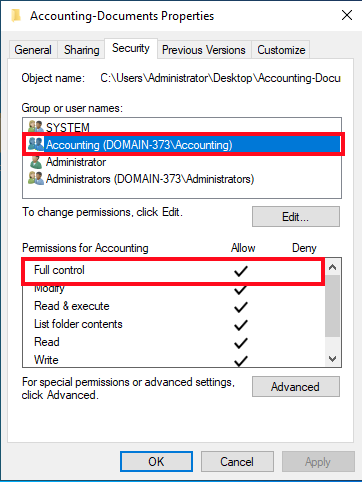 Accounting-Documents Properties
General Sharing Security Previous Versions Customize
Object name: C:\Users\Administrator\Desktop\Accounting-Docu
Group or user names:
SYSTEM
Accounting (DOMAIN-373\Accounting)
Administrator
Administrators (DOMAIN-373\Administrators)
To change permissions, click Edit.
Edit...
Permissions for Accounting Allow Deny
Full control
Modify
Read & execute
List folder contents
Read
Write
For special permissions or advanced settings,
click Advanced.
Advanced
OK Cancel Apply